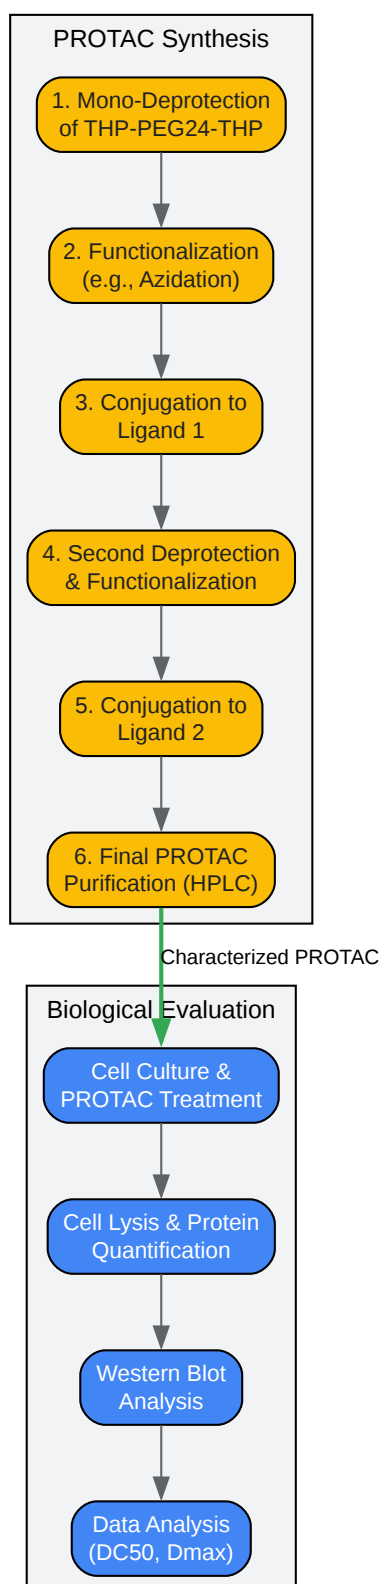 PROTAC Synthesis
1. Mono-Deprotection
of THP-PEG24-THP
2. Functionalization
(e.g., Azidation)
3. Conjugation to
Ligand 1
4. Second Deprotection
& Functionalization
5. Conjugation to
Ligand 2
6. Final PROTAC
Purification (HPLC)
Characterized PROTAC
Biological Evaluation
Cell Culture &
PROTAC Treatment
Cell Lysis & Protein
Quantification
Western Blot
Analysis
Data Analysis
(DC50, Dmax)